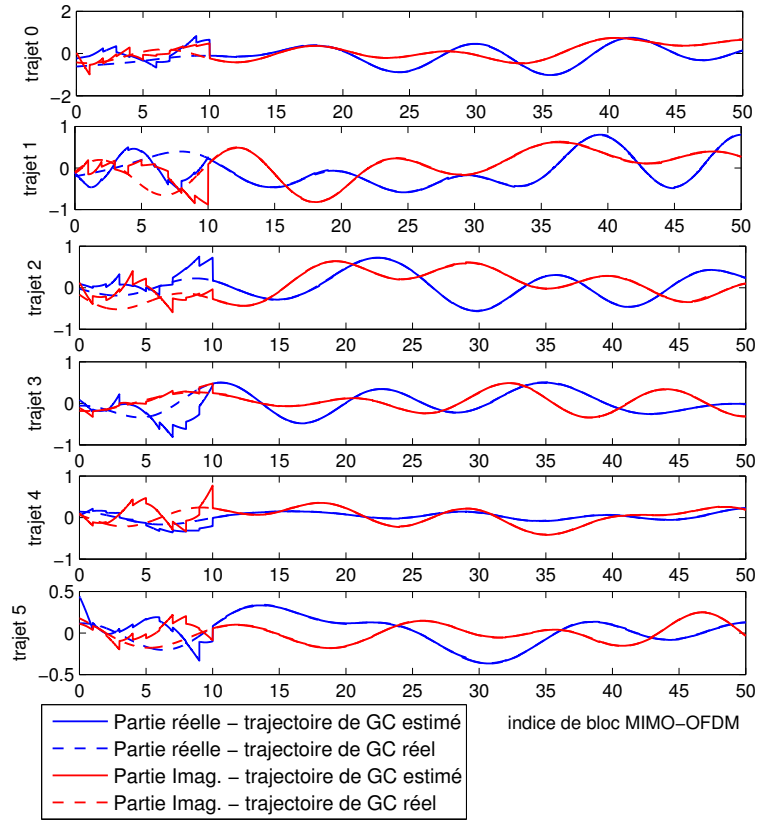 trajet 0
2
0
−2
0 5 10 15 20 25 30 35 40 45 50
trajet 1
1
0
−1
0 5 10 15 20 25 30 35 40 45 50
trajet 2
1
0
−1
0 5 10 15 20 25 30 35 40 45 50
trajet 3
1
0
−1
0 5 10 15 20 25 30 35 40 45 50
trajet 4
1
0
−1
0 5 10 15 20 25 30 35 40 45 50
trajet 5
0.5
0
−0.5
0 5 10 15 20 25 30 35 40 45 50
indice de bloc MIMO−OFDM
Partie réelle − trajectoire de GC estimé
Partie réelle − trajectoire de GC réel
Partie Imag. − trajectoire de GC estimé
Partie Imag. − trajectoire de GC réel